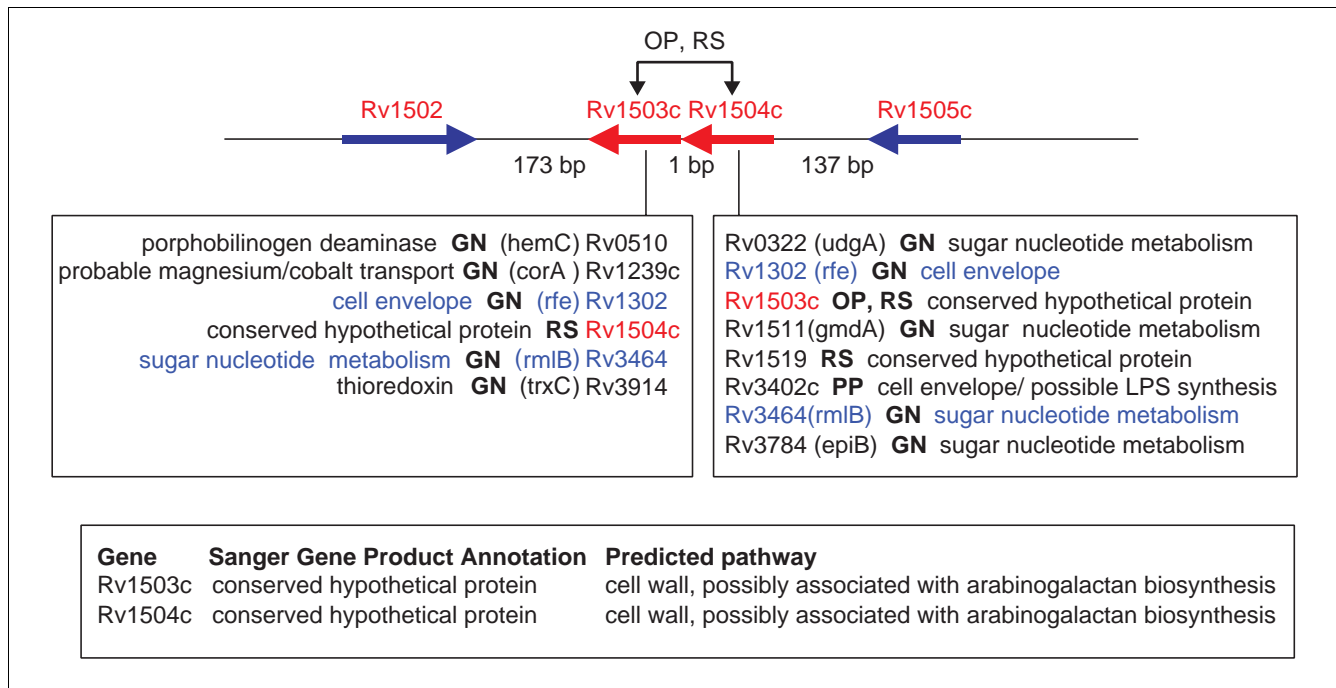 OP, RS
Rv1502 Rv1503c Rv1504c Rv1505c
173 bp 1 bp 137 bp
porphobilinogen deaminase GN (hemC) Rv0510
probable magnesium/cobalt transport GN (corA ) Rv1239c
cell envelope GN (rfe) Rv1302
conserved hypothetical protein RS Rv1504c
sugar nucleotide metabolism GN (rmlB) Rv3464
thioredoxin GN (trxC) Rv3914
Rv0322 (udgA) GN sugar nucleotide metabolism
Rv1302 (rfe) GN cell envelope
Rv1503c OP, RS conserved hypothetical protein
Rv1511(gmdA) GN sugar nucleotide metabolism
Rv1519 RS conserved hypothetical protein
Rv3402c PP cell envelope/ possible LPS synthesis
Rv3464(rmlB) GN sugar nucleotide metabolism
Rv3784 (epiB) GN sugar nucleotide metabolism
Gene Sanger Gene Product Annotation Predicted pathway
Rv1503c conserved hypothetical protein cell wall, possibly associated with arabinogalactan biosynthesis
Rv1504c conserved hypothetical protein cell wall, possibly associated with arabinogalactan biosynthesis